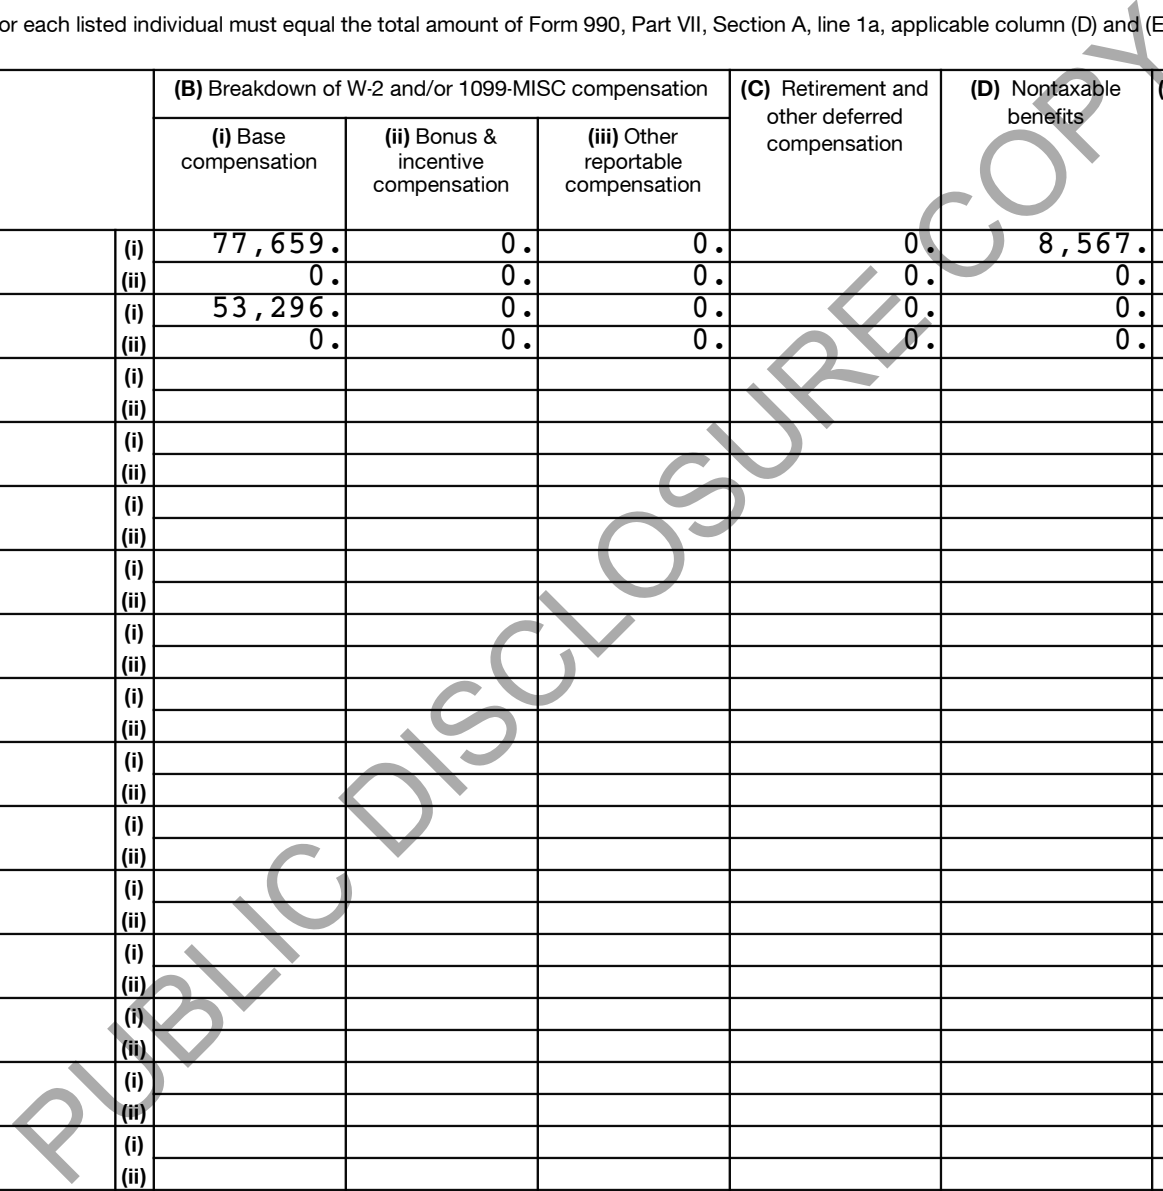 or each listed individual must equal the total amount of Form 990, Part VII, Section A, line 1a, applicable column (D) and (E
(B) Breakdown of W-2 and/or 1099-MISC compensation
(C) Retirement and
other deferred
compensation
(D) Nontaxable
benefits
(i) Base
compensation
(ii) Bonus &
incentive
compensation
(iii) Other
reportable
compensation
(i) 77,659. 0. 0. 0. 8,567.
(ii) 0. 0. 0. 0. 0.
(i) 53,296. 0. 0. 0. 0.
(ii) 0. 0. 0. 0. 0.
(i)
(ii)
(i)
(ii)
(i)
(ii)
(i)
(ii)
(i)
(ii)
(i)
(ii)
(i)
(ii)
(i)
(ii)
(i)
(ii)
(i)
(ii)
(i)
(ii)
(i)
(ii)
(i)
(ii)
PUBLIC DISCLOSURE COPY